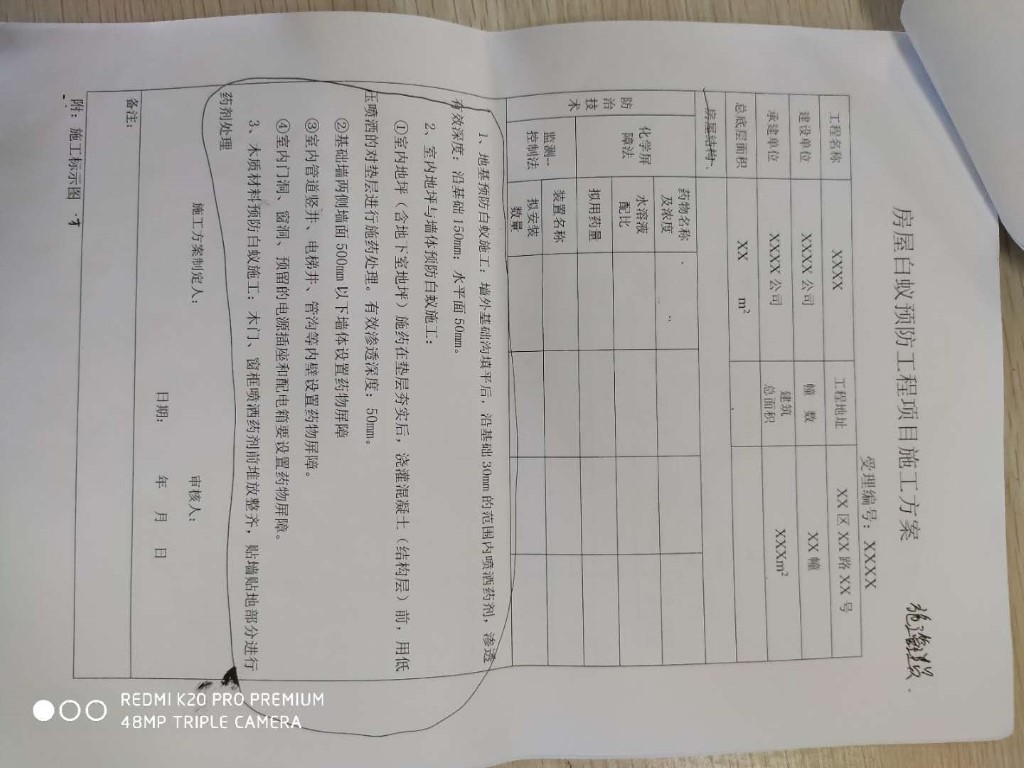 房屋白蚁预防工程项目施工方案
受理编号：XXXX
工程名称 XXXX 工程地址 XX 区 XX 路 XX 号
建设单位 XXXX 公司 幢 数 XX 幢
承建单位 XXXX 公司 建筑总面积 XXXm²
总底层面积 XX m²
房屋结构
防治技术
化学屏障法
药物名称及浓度
水溶液配比
拟用药量
监测-控制法
装置名称
拟安装数量
1、地基预防白蚁施工：墙外基础沟填平后，沿基础 30mm 的范围内喷洒药剂，渗透
有效深度：沿基础 150mm；水平面 50mm。
2、室内地坪与墙体预防白蚁施工：
①室内地坪（含地下室地坪）施药在垫层夯实后，浇灌混凝土（结构层）前，用低
压喷洒的对垫层进行施药处理。有效渗透深度：50mm。
②基础墙两侧墙面 500mm 以下墙体设置药物屏障
③室内管道竖井、电梯井、管沟等内壁设置药物屏障。
④室内门洞、窗洞、预留的电源插座和配电箱要设置药物屏障。
3、木质材料预防白蚁施工：木门、窗框喷洒药剂前堆放整齐，贴墙贴地部分进行
药剂处理
施工方案制定人： 审核人：
日期： 年 月 日
备注：
附：施工标示图
REDMI K20 PRO PREMIUM
48MP TRIPLE CAMERA